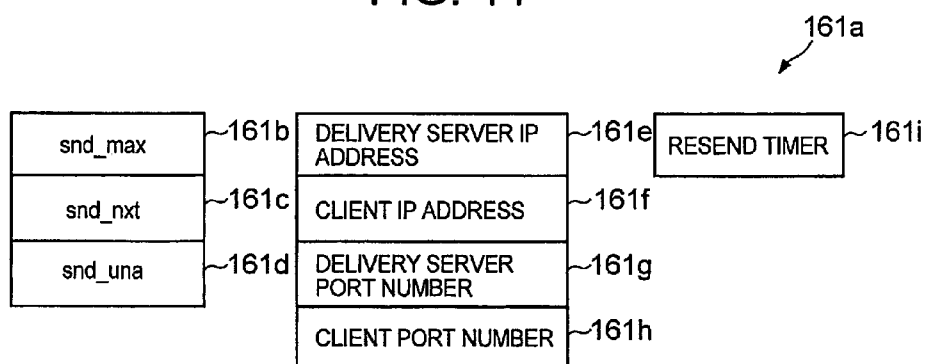 161a
snd_max
161b
snd_nxt
161c
snd_una
161d
DELIVERY SERVER IP
ADDRESS
161e
CLIENT IP ADDRESS
161f
DELIVERY SERVER
PORT NUMBER
161g
CLIENT PORT NUMBER
161h
RESEND TIMER
161i